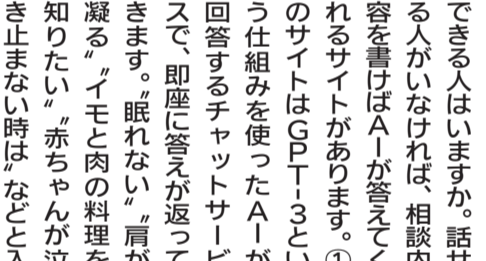 できる人はいますか。話せ
る人がいなければ、相談内
容を書けばAIが答えてく
れるサイトがあります。①
のサイトはGPT-3とい
う仕組みを使ったAIが
回答するチャットサービ
スで、即座に答えが返って
きます。〝眠れない〟〝肩が
凝る〟〝イモと肉の料理を
知りたい〟〝赤ちゃんが泣
き止まない時は〟などと入